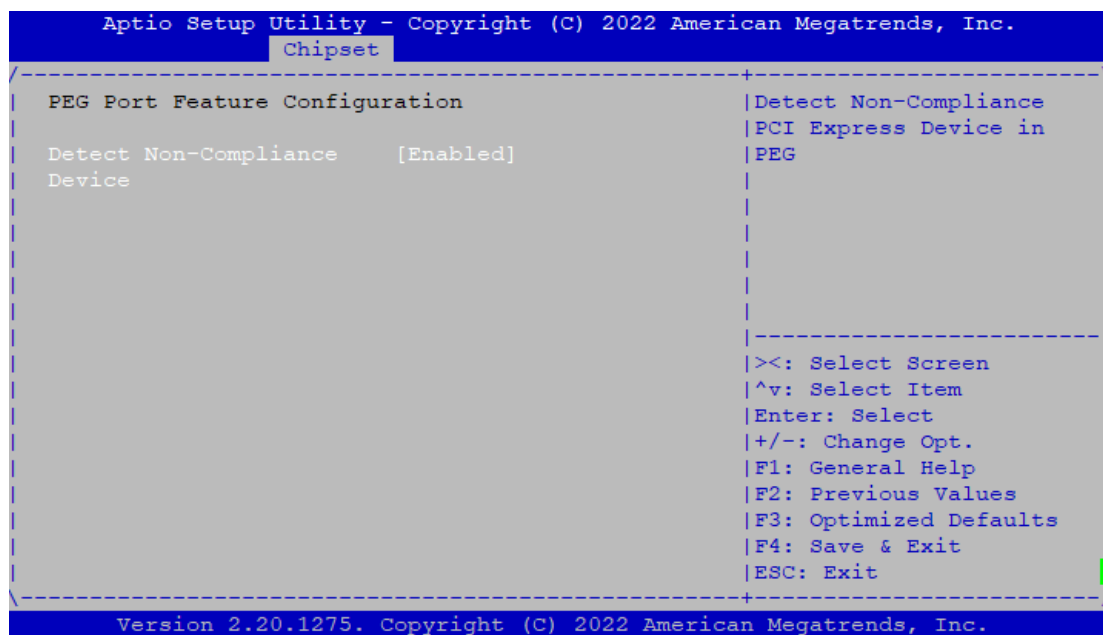 Aptio Setup Utility - Copyright (C) 2022 American Megatrends, Inc.
Chipset
/----------------------------------------------------+-------------------------\
PEG Port Feature Configuration
Detect Non-Compliance [Enabled]
Device
|Detect Non-Compliance
|PCI Express Device in
|PEG
|-------------------------
|><: Select Screen
|^v: Select Item
|Enter: Select
|+/-: Change Opt.
|F1: General Help
|F2: Previous Values
|F3: Optimized Defaults
|F4: Save & Exit
|ESC: Exit
\----------------------------------------------------+-------------------------/
Version 2.20.1275. Copyright (C) 2022 American Megatrends, Inc.